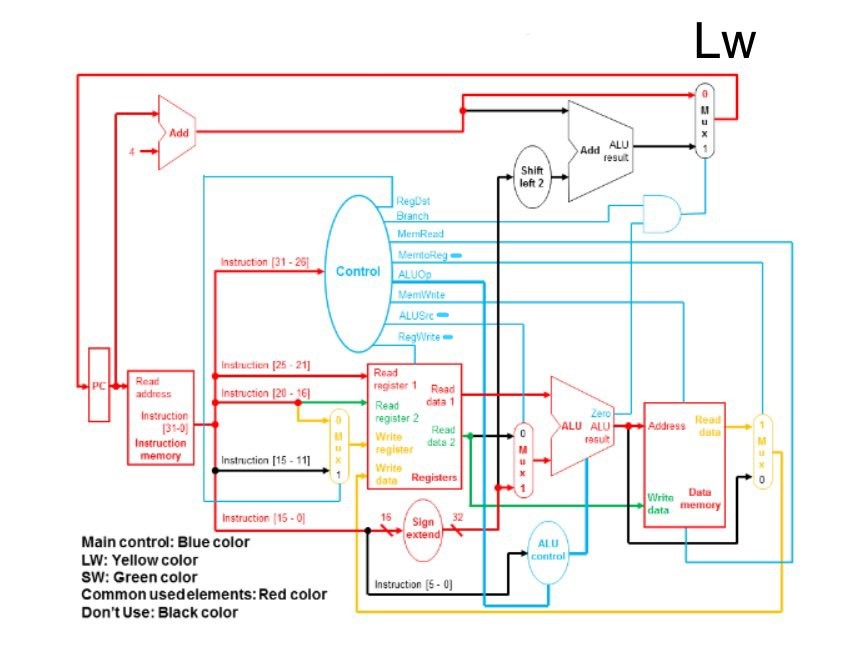 Lw
0
M
u
x
1
Add
4
Add
ALU
result
Shift
left 2
RegDst
Branch
MemRead
MemtoReg
ALUOp
MemWrite
ALUSrc
RegWrite
Control
Instruction [31 - 26]
Instruction [25 - 21]
Instruction [20 - 16]
Instruction [15 - 11]
Instruction [15 - 0]
Instruction [5 - 0]
PC
Read
address
Instruction
[31-0]
Instruction
memory
0
M
u
x
1
Read
register 1
Read
register 2
Write
register
Write
data
Read
data 1
Read
data 2
Registers
16
Sign
extend
32
0
M
u
x
1
ALU
Zero
ALU
result
ALU
control
Address
Read
data
Write
data
Data
memory
1
M
u
x
0
Main control: Blue color
LW: Yellow color
SW: Green color
Common used elements: Red color
Don't Use: Black color